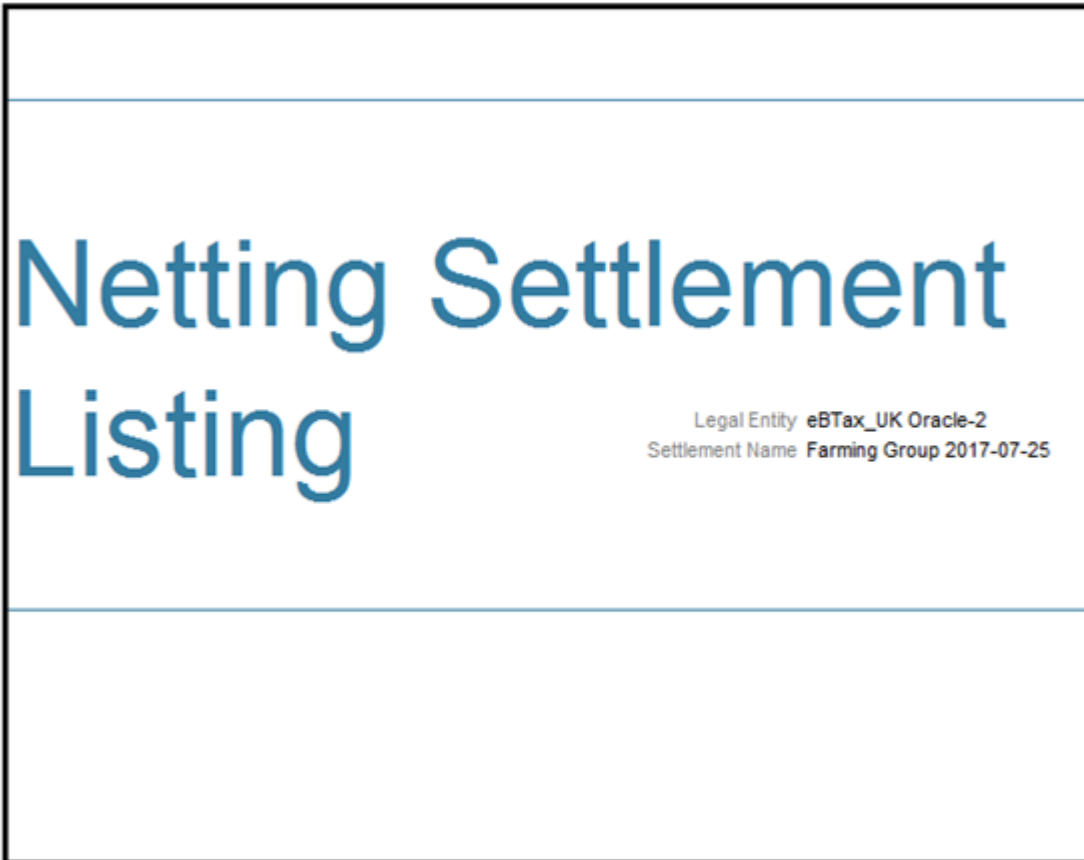 Netting Settlement
Listing
Legal Entity eBTax_UK Oracle-2
Settlement Name Farming Group 2017-07-25